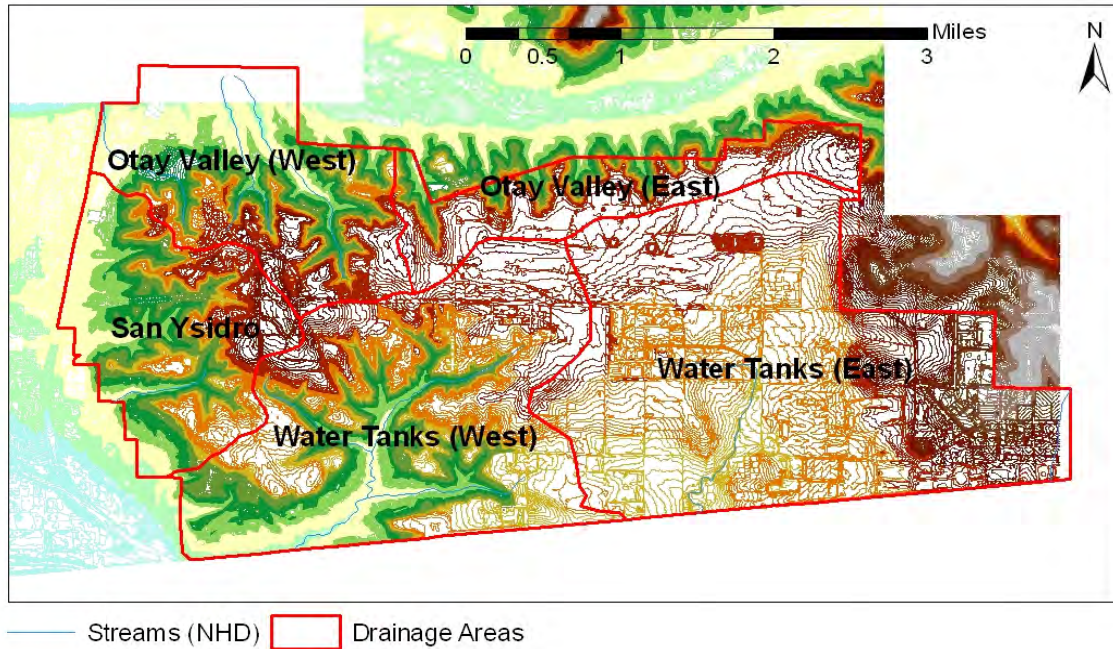 Miles
0 0.5 1 2 3
N
Otay Valley (West)
Otay Valley (East)
San Ysidro
Water Tanks (East)
Water Tanks (West)
Streams (NHD) Drainage Areas